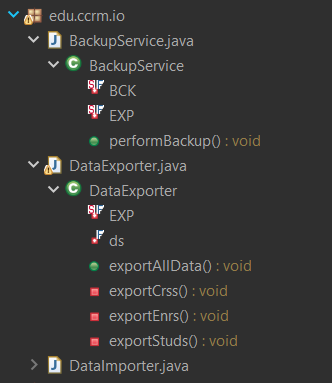 edu.ccrm.io
BackupService.java
BackupService
BCK
EXP
performBackup() : void
DataExporter.java
DataExporter
EXP
ds
exportAllData() : void
exportCrss() : void
exportEnrs() : void
exportStuds() : void
DataImporter.java